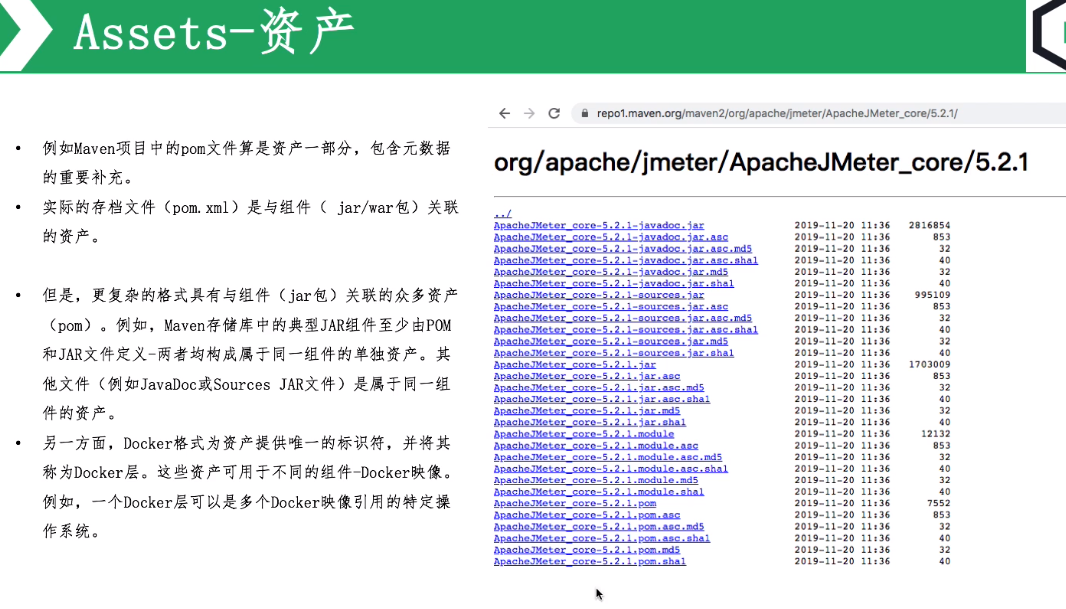 Assets-资产
• 例如Maven项目中的pom文件算是资产一部分，包含元数据
的重要补充。
• 实际的存档文件（pom.xml）是与组件（ jar/war包）关联
的资产。
• 但是，更复杂的格式具有与组件（jar包）关联的众多资产
（pom）。例如，Maven存储库中的典型JAR组件至少由POM
和JAR文件定义-两者均构成属于同一组件的单独资产。其
他文件（例如JavaDoc或Sources JAR文件）是属于同一组
件的资产。
• 另一方面，Docker格式为资产提供唯一的标识符，并将其
称为Docker层。这些资产可用于不同的组件-Docker映像。
例如，一个Docker层可以是多个Docker映像引用的特定操
作系统。
repo1.maven.org/maven2/org/apache/jmeter/ApacheJMeter_core/5.2.1/
org/apache/jmeter/ApacheJMeter_core/5.2.1
../
ApacheJMeter_core-5.2.1-javadoc.jar 2019-11-20 11:36 2816854
ApacheJMeter_core-5.2.1-javadoc.jar.asc 2019-11-20 11:36 853
ApacheJMeter_core-5.2.1-javadoc.jar.asc.md5 2019-11-20 11:36 32
ApacheJMeter_core-5.2.1-javadoc.jar.asc.sha1 2019-11-20 11:36 40
ApacheJMeter_core-5.2.1-javadoc.jar.md5 2019-11-20 11:36 32
ApacheJMeter_core-5.2.1-javadoc.jar.sha1 2019-11-20 11:36 40
ApacheJMeter_core-5.2.1-sources.jar 2019-11-20 11:36 995109
ApacheJMeter_core-5.2.1-sources.jar.asc 2019-11-20 11:36 853
ApacheJMeter_core-5.2.1-sources.jar.asc.md5 2019-11-20 11:36 32
ApacheJMeter_core-5.2.1-sources.jar.asc.sha1 2019-11-20 11:36 40
ApacheJMeter_core-5.2.1-sources.jar.md5 2019-11-20 11:36 32
ApacheJMeter_core-5.2.1-sources.jar.sha1 2019-11-20 11:36 40
ApacheJMeter_core-5.2.1.jar 2019-11-20 11:36 1703009
ApacheJMeter_core-5.2.1.jar.asc 2019-11-20 11:36 853
ApacheJMeter_core-5.2.1.jar.asc.md5 2019-11-20 11:36 32
ApacheJMeter_core-5.2.1.jar.asc.sha1 2019-11-20 11:36 40
ApacheJMeter_core-5.2.1.jar.md5 2019-11-20 11:36 32
ApacheJMeter_core-5.2.1.jar.sha1 2019-11-20 11:36 40
ApacheJMeter_core-5.2.1.module 2019-11-20 11:36 12132
ApacheJMeter_core-5.2.1.module.asc 2019-11-20 11:36 853
ApacheJMeter_core-5.2.1.module.asc.md5 2019-11-20 11:36 32
ApacheJMeter_core-5.2.1.module.asc.sha1 2019-11-20 11:36 40
ApacheJMeter_core-5.2.1.module.md5 2019-11-20 11:36 32
ApacheJMeter_core-5.2.1.module.sha1 2019-11-20 11:36 40
ApacheJMeter_core-5.2.1.pom 2019-11-20 11:36 7552
ApacheJMeter_core-5.2.1.pom.asc 2019-11-20 11:36 853
ApacheJMeter_core-5.2.1.pom.asc.md5 2019-11-20 11:36 32
ApacheJMeter_core-5.2.1.pom.asc.sha1 2019-11-20 11:36 40
ApacheJMeter_core-5.2.1.pom.md5 2019-11-20 11:36 32
ApacheJMeter_core-5.2.1.pom.sha1 2019-11-20 11:36 40